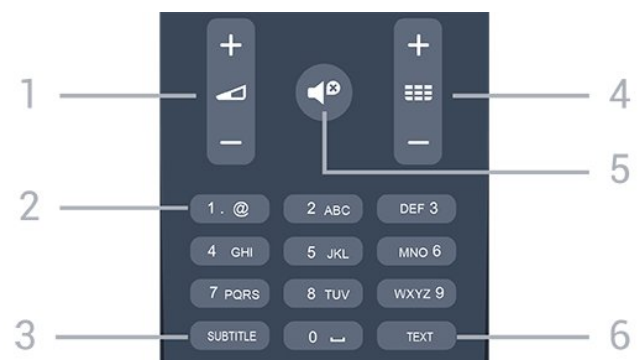 + +
1 4
- -
5
2 1 . @ 2 ABC DEF 3
4 GHI 5 JKL MNO 6
7 PQRS 8 TUV WXYZ 9
3 SUBTITLE 0 ⎵ TEXT 6